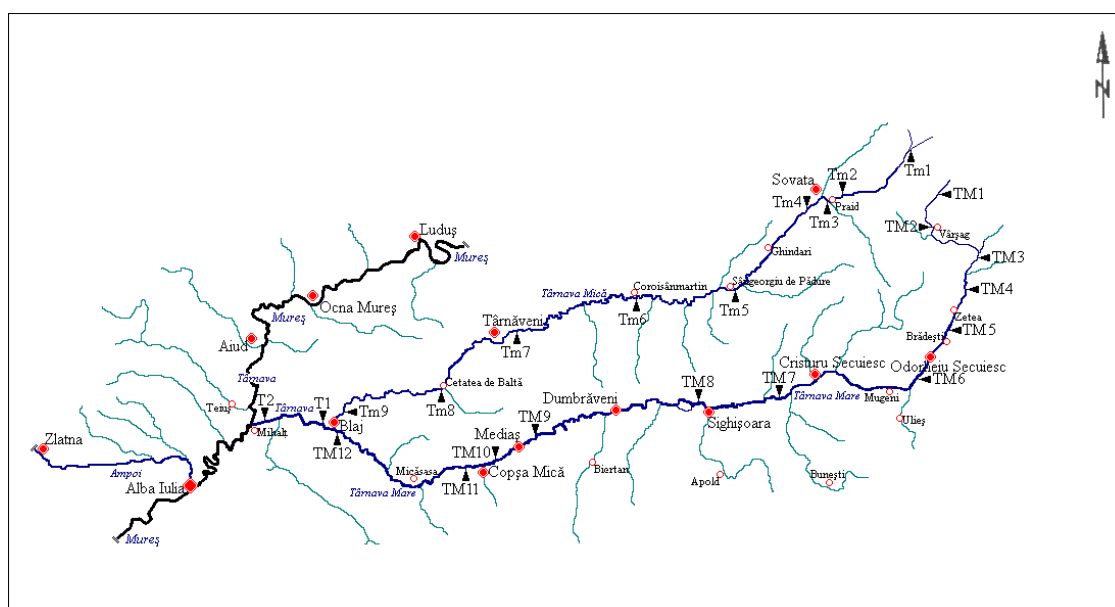 N
Tm1
Sovata
Tm2
Tm4
Praid
Tm3
TM1
TM2
Vârşag
TM3
Luduş
Mureş
Ghindari
Sângeorgiu de Pădure
Coroisânmartin
Târnava Mică
Tm5
Tm6
TM4
Ocna Mureş
Mureş
Zetea
Târnăveni
Tm7
Brădeşti
TM5
Aiud
Odorheiu Secuiesc
Cristuru Secuiesc
TM6
Târnava
Cetatea de Baltă
Tm8
TM7
Târnava Mare
Mugeni
TM8
Dumbrăveni
Sighişoara
Ulieş
Teiuş
T2
Târnava
T1
Tm9
Mihalţ
Blaj
TM9
Zlatna
TM12
Mediaş
TM10
Ampoi
Micăsasa
Copşa Mică
Biertan
Apold
Buneşti
Alba Iulia
Târnava Mare
TM11
Mureş